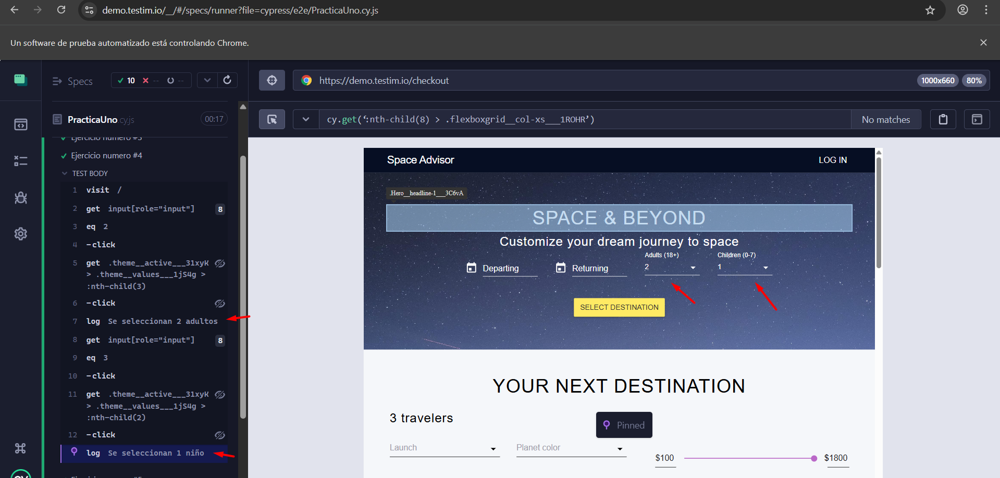 demo.testim.io/__/#/specs/runner?file=cypress/e2e/PracticaUno.cy.js
Un software de prueba automatizado está controlando Chrome.
Specs
10
--
--
https://demo.testim.io/checkout
1000x660
80%
PracticaUno.cy.js
00:17
cy.get(‘:nth-child(8) > .flexboxgrid__col-xs___1ROHR’)
No matches
Ejercicio numero #3
Ejercicio numero #4
TEST BODY
1 visit /
2 get input[role="input"] 8
3 eq 2
4 -click
5 get .theme__active___31xyK
> .theme__values___1jS4g >
:nth-child(3)
6 -click
7 log Se seleccionan 2 adultos
8 get input[role="input"] 8
9 eq 3
10 -click
11 get .theme__active___31xyK
> .theme__values___1jS4g >
:nth-child(2)
12 -click
log Se seleccionan 1 niño
Space Advisor
LOG IN
.Hero__headline-1___3C6vA
SPACE & BEYOND
Customize your dream journey to space
Departing
Returning
Adults (18+)
2
Children (0-7)
1
SELECT DESTINATION
YOUR NEXT DESTINATION
3 travelers
Pinned
Launch
Planet color
$100
$1800